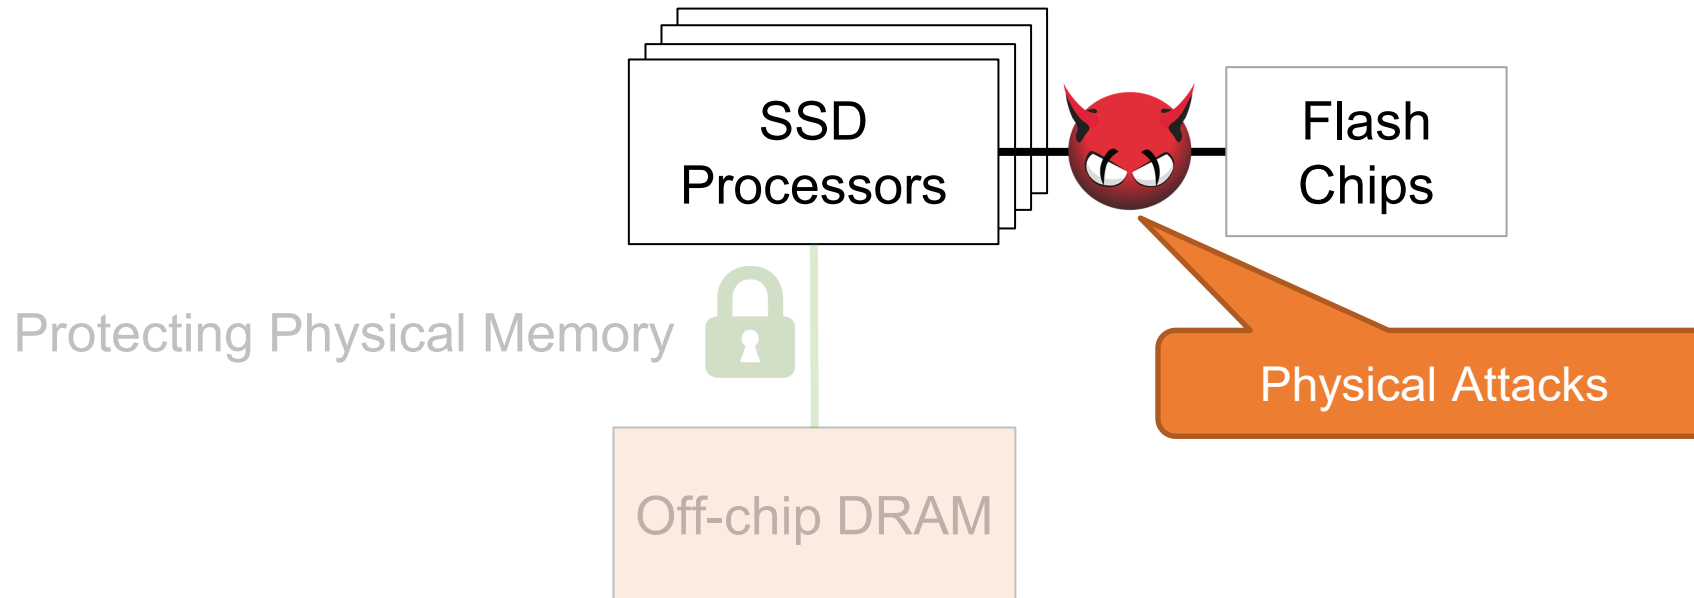 SSD
Processors
Flash
Chips
Protecting Physical Memory
Physical Attacks
Off-chip DRAM